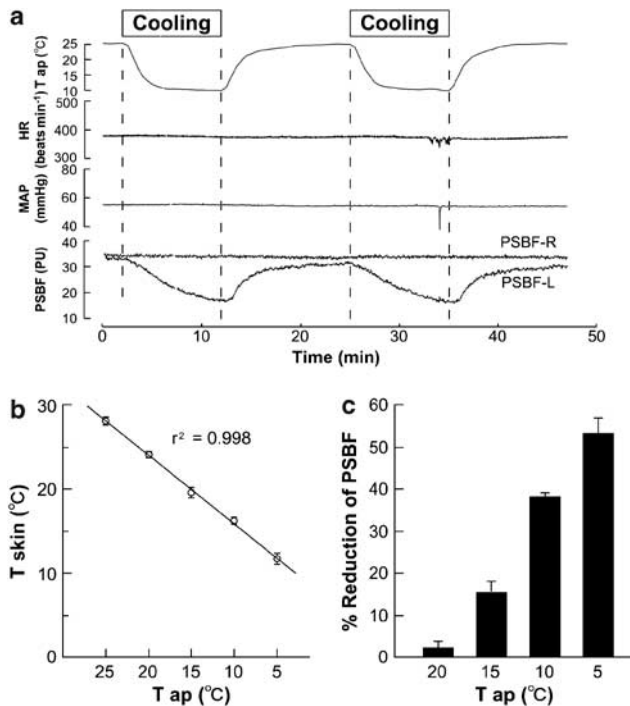 a
Cooling Cooling
T ap (°C)
25
20
15
10
HR
(beats min⁻¹)
500
400
300
MAP
(mmHg)
80
60
40
PSBF (PU)
40
30
20
10
PSBF-R
PSBF-L
0 10 20 30 40 50
Time (min)
b
T skin (°C)
30
20
10
0
r² = 0.998
25 20 15 10 5
T ap (°C)
c
% Reduction of PSBF
60
50
40
30
20
10
0
20 15 10 5
T ap (°C)